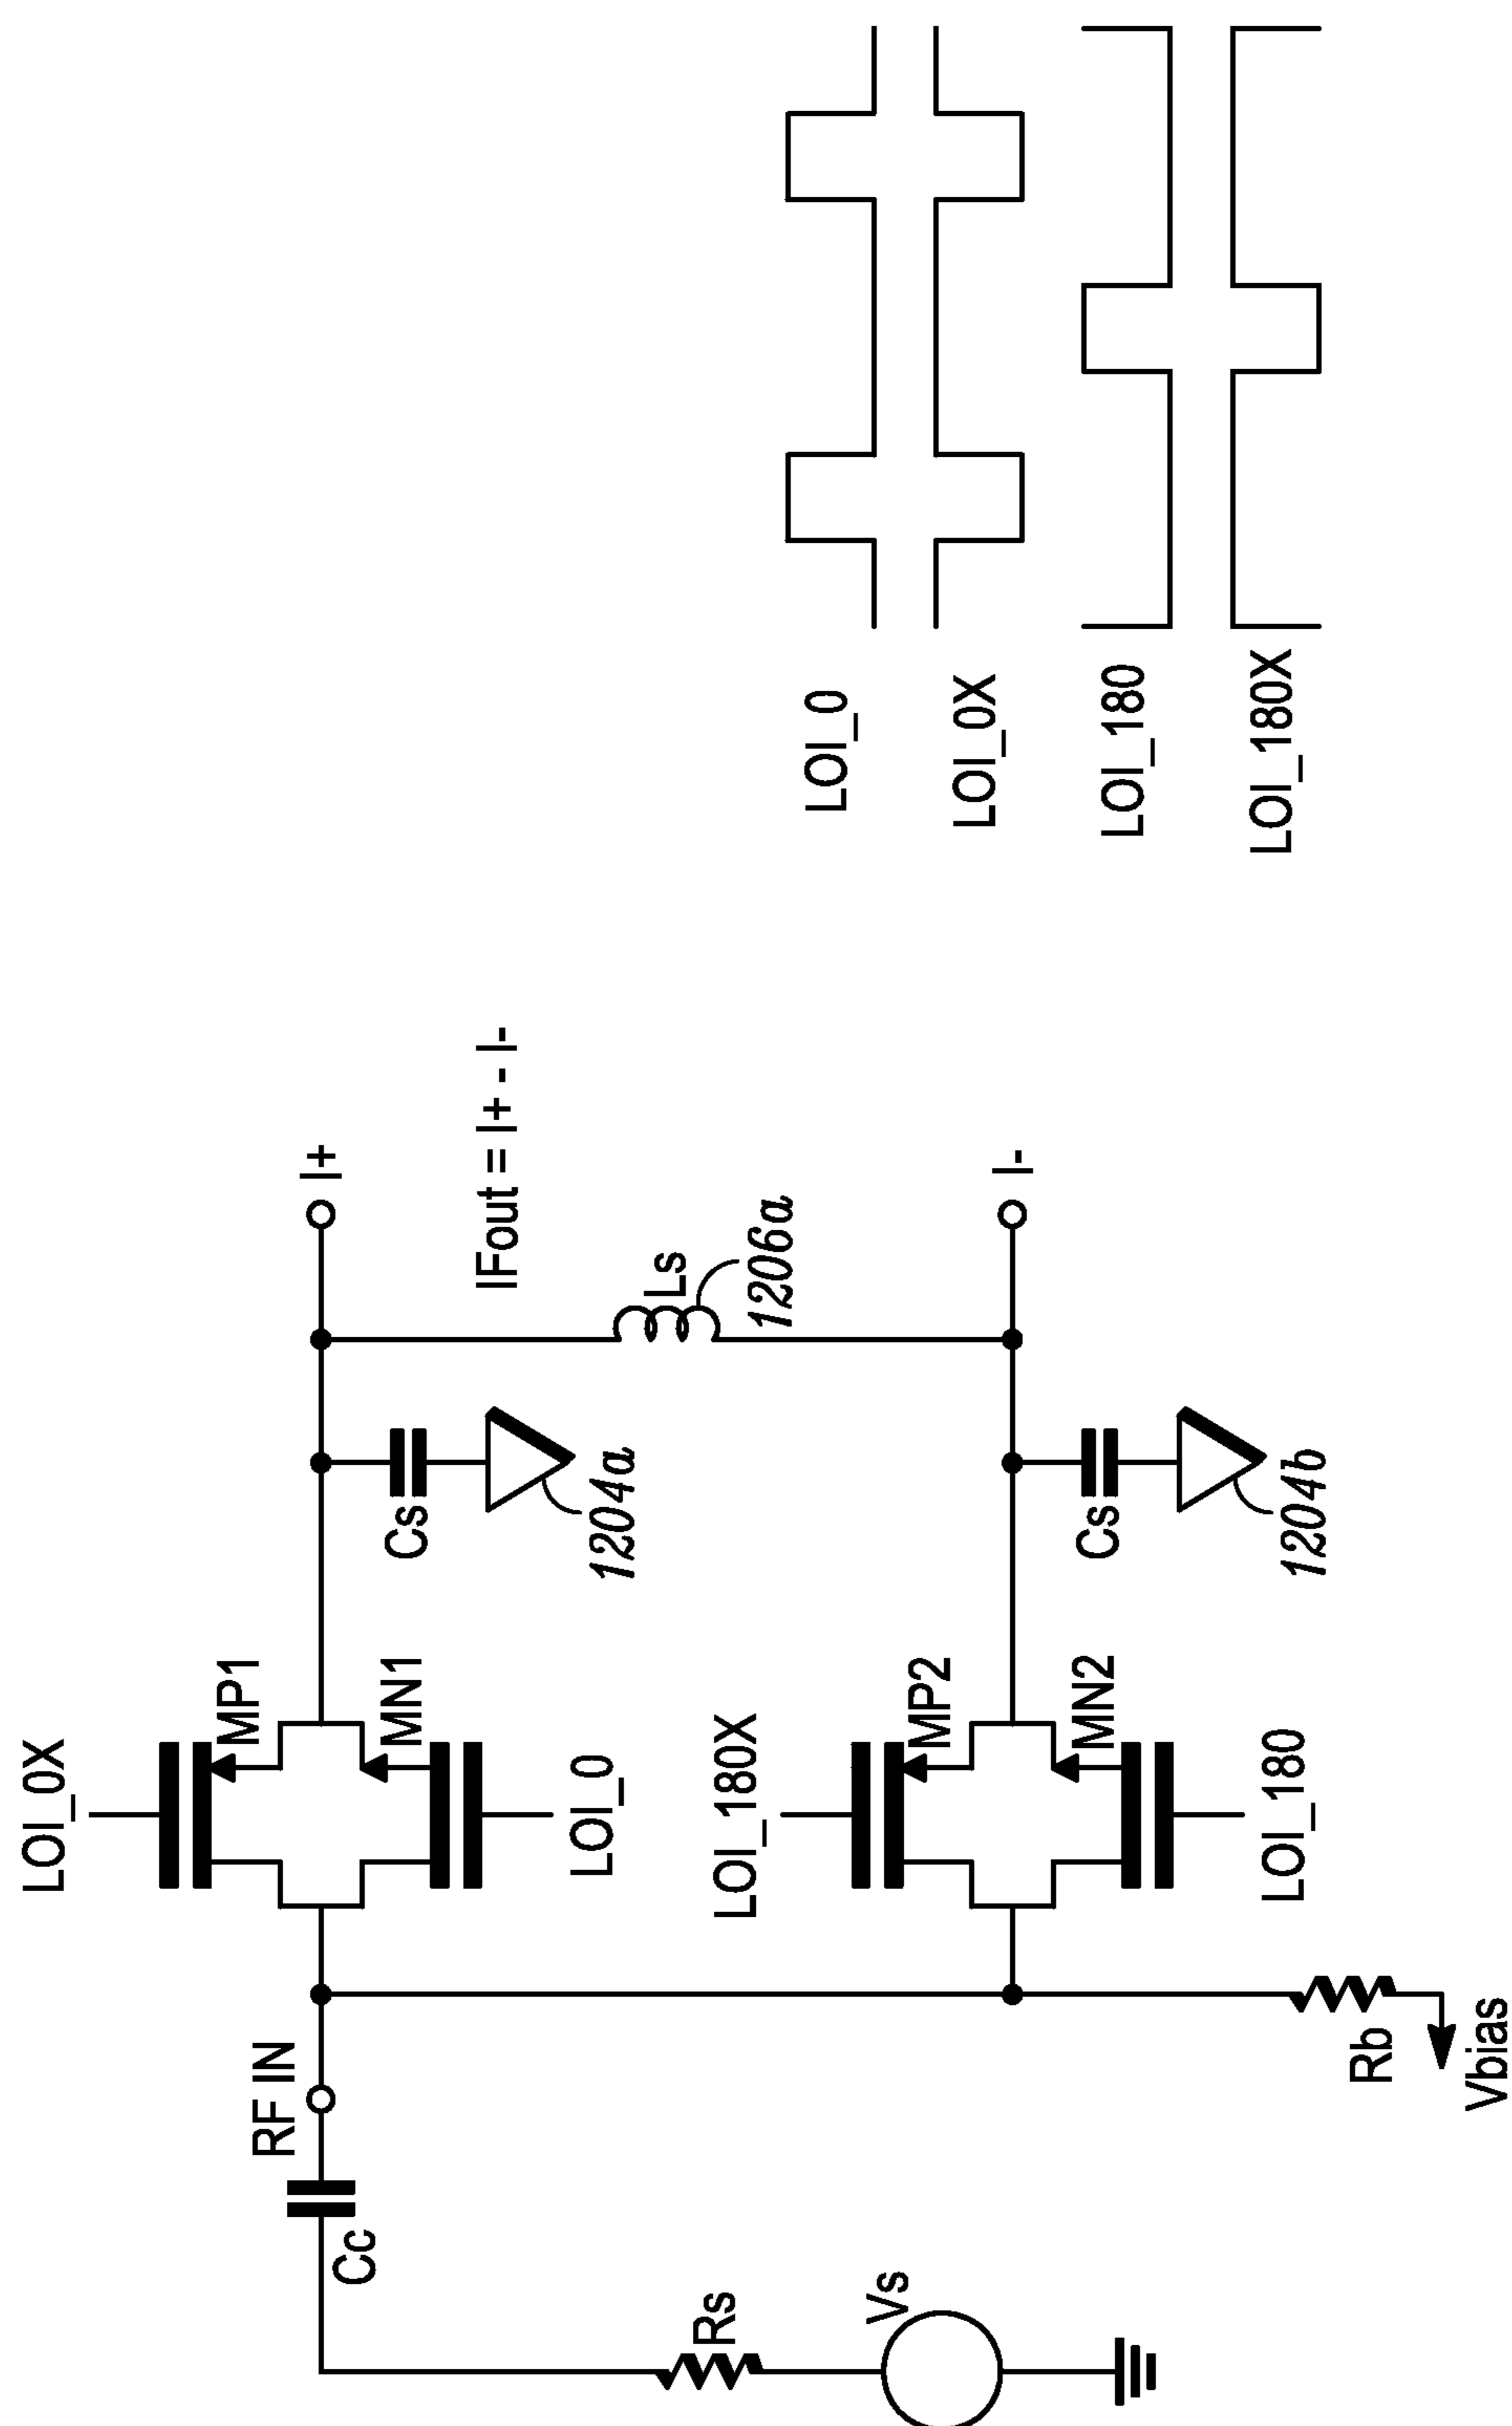 LOI_0X
MP1
MN1
LOI_0
RF IN
Cc
Rs
Vs
Cs
1204a
I+
IFout = I+ - I-
Ls
1206a
LOI_180X
MP2
MN2
LOI_180
Cs
1204b
I-
Rb
Vbias
LOI_0
LOI_0X
LOI_180
LOI_180X